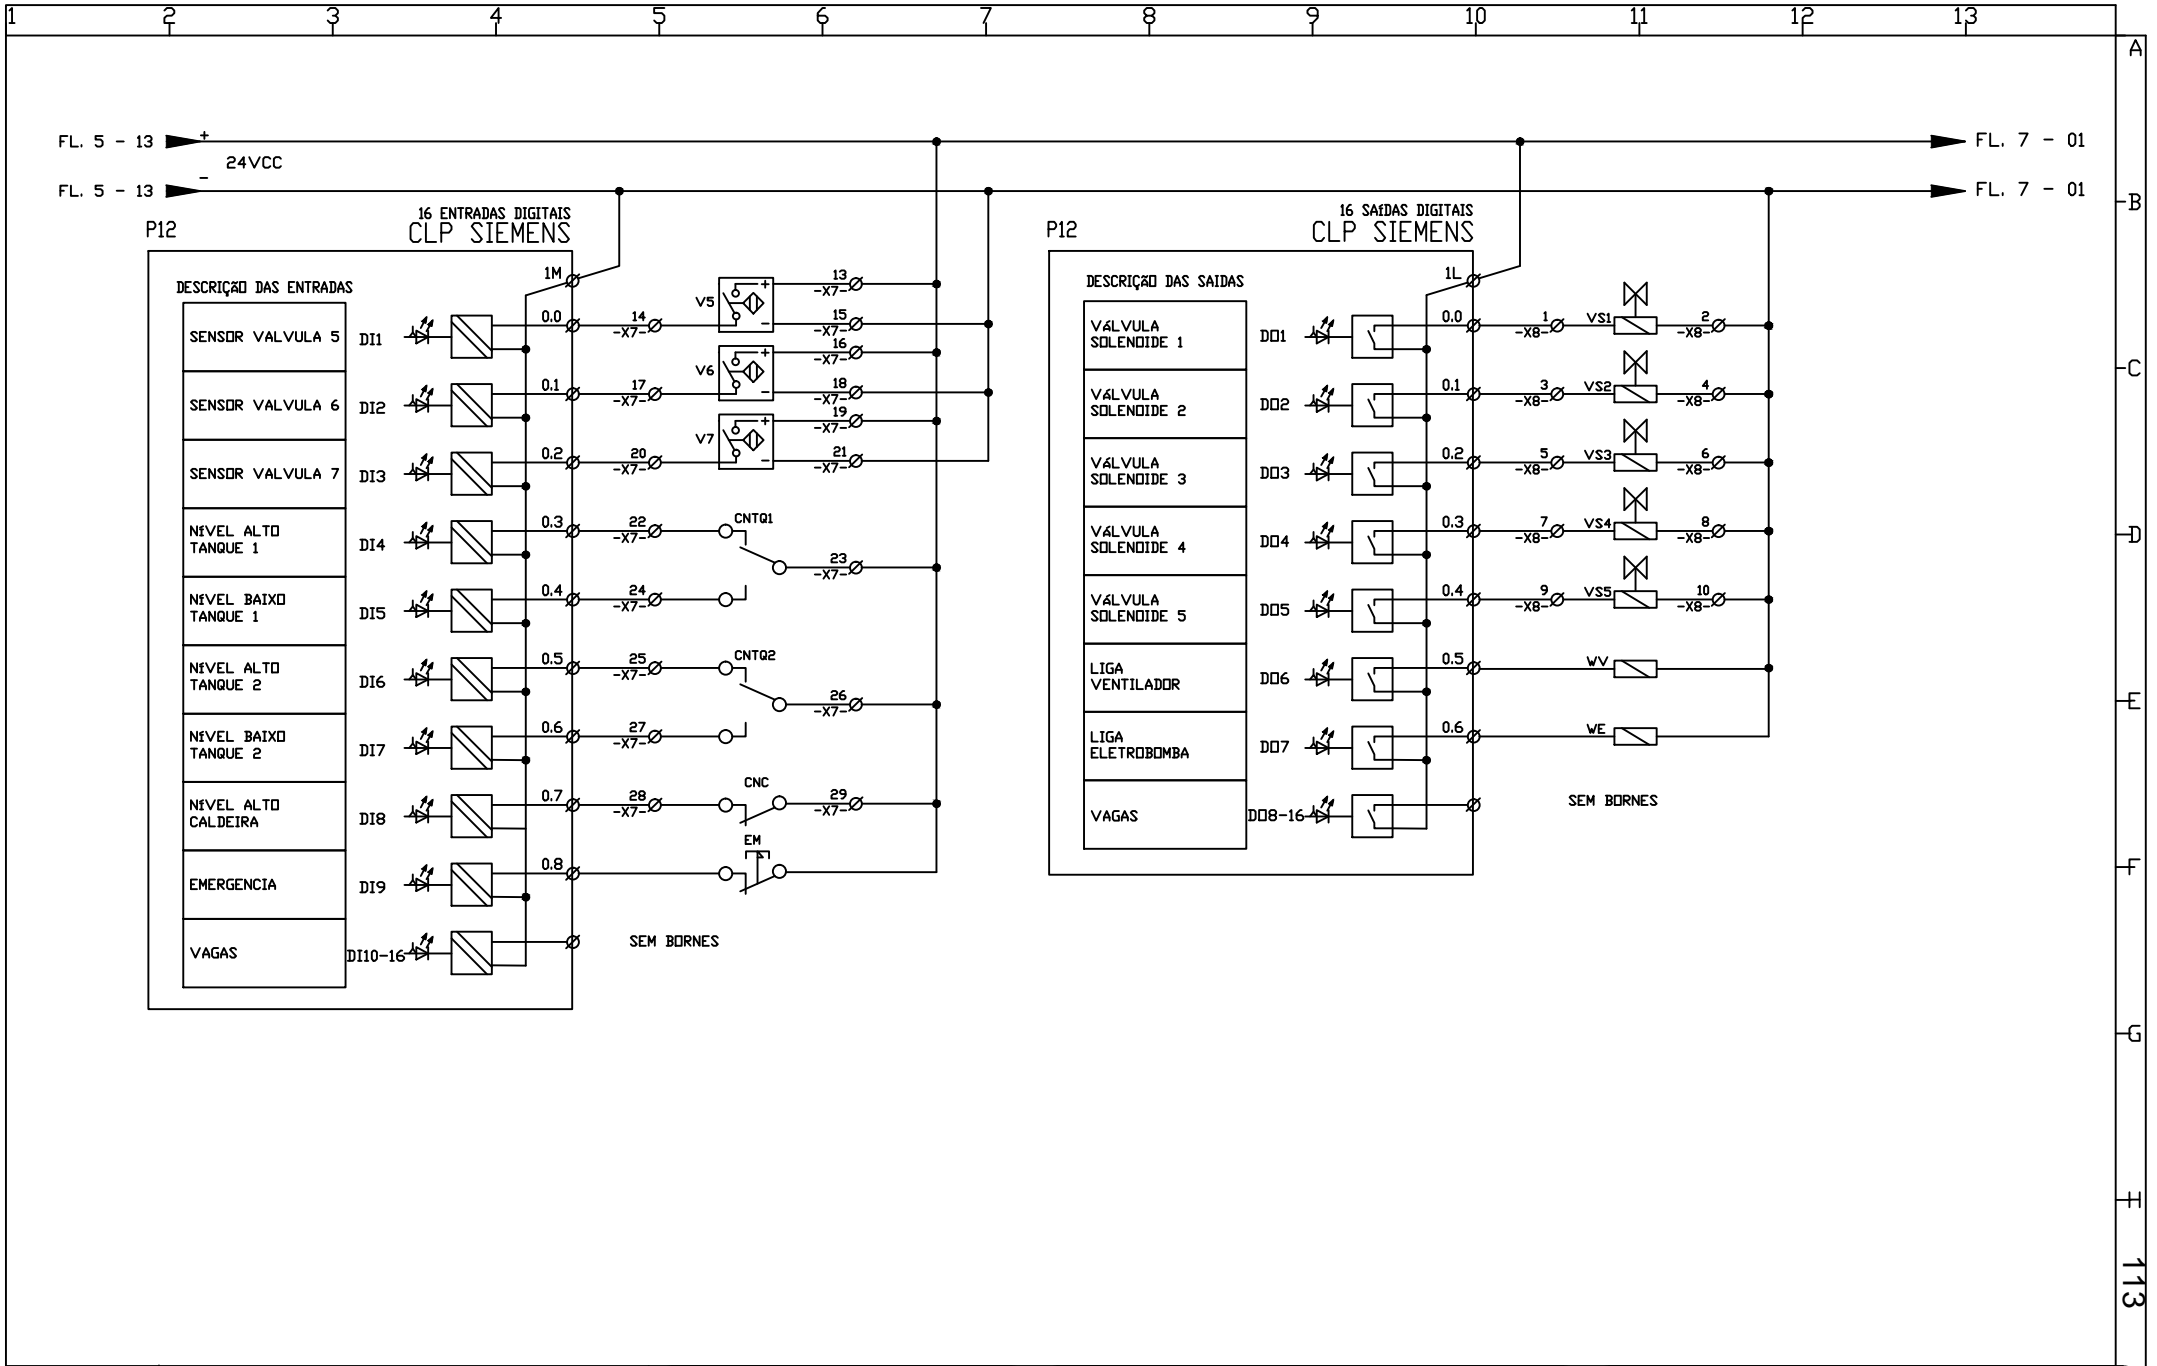 1 2 3 4 5 6 7 8 9 10 11 12 13
A
B
C
D
E
F
G
H
113
FL. 5 - 13
+
FL. 7 - 01
24VCC
-
FL. 5 - 13
FL. 7 - 01
P12
16 ENTRADAS DIGITAIS
CLP SIEMENS
1M
DESCRIÇÃO DAS ENTRADAS
SENSOR VALVULA 5
DI1
0.0
14
-X7-
V5
+
-
13
-X7-
15
-X7-
SENSOR VALVULA 6
DI2
0.1
17
-X7-
V6
+
-
16
-X7-
18
-X7-
SENSOR VALVULA 7
DI3
0.2
20
-X7-
V7
+
-
19
-X7-
21
-X7-
NÍVEL ALTO
TANQUE 1
DI4
0.3
22
-X7-
CNTQ1
23
-X7-
NÍVEL BAIXO
TANQUE 1
DI5
0.4
24
-X7-
NÍVEL ALTO
TANQUE 2
DI6
0.5
25
-X7-
CNTQ2
26
-X7-
NÍVEL BAIXO
TANQUE 2
DI7
0.6
27
-X7-
NÍVEL ALTO
CALDEIRA
DI8
0.7
28
-X7-
CNC
29
-X7-
EMERGENCIA
DI9
0.8
EM
VAGAS
DI10-16
SEM BORNES
P12
16 SAÍDAS DIGITAIS
CLP SIEMENS
1L
DESCRIÇÃO DAS SAIDAS
VÁLVULA
SOLENOIDE 1
DO1
0.0
1
-X8-
VS1
2
-X8-
VÁLVULA
SOLENOIDE 2
DO2
0.1
3
-X8-
VS2
4
-X8-
VÁLVULA
SOLENOIDE 3
DO3
0.2
5
-X8-
VS3
6
-X8-
VÁLVULA
SOLENOIDE 4
DO4
0.3
7
-X8-
VS4
8
-X8-
VÁLVULA
SOLENOIDE 5
DO5
0.4
9
-X8-
VS5
10
-X8-
LIGA
VENTILADOR
DO6
0.5
WV
LIGA
ELETROBOMBA
DO7
0.6
WE
VAGAS
DO8-16
SEM BORNES